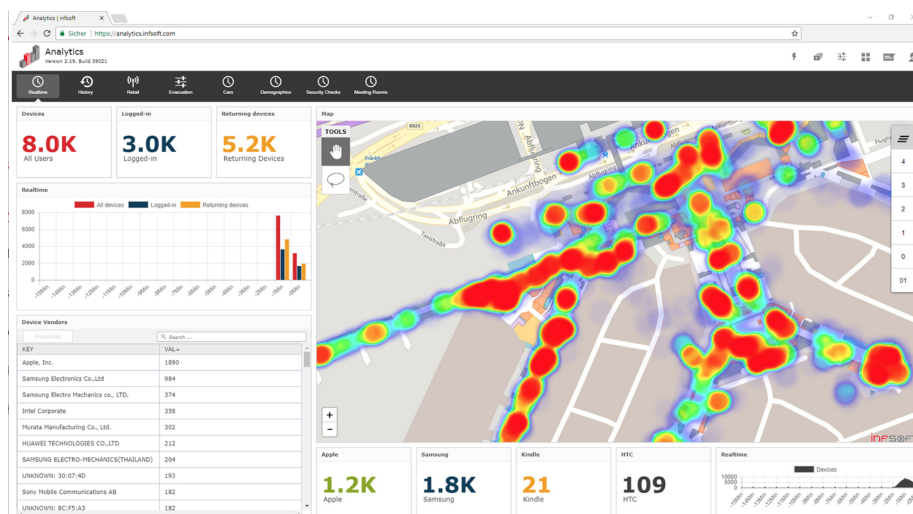 Analytics | infsoft
Sicher | https://analytics.infsoft.com
Analytics
Version 2.19, Build 39021
Realtime
History
Retail
Evacuation
Cars
Demographics
Security Checks
Meeting Rooms
Devices
8.0K
All Users
Logged-in
3.0K
Logged-in
Returning devices
5.2K
Returning Devices
Realtime
All devices
Logged-in
Returning devices
8000
6000
4000
2000
0
Device Vendors
Properties
Search ...
KEY VAL
Apple, Inc. 1890
Samsung Electronics Co.,Ltd 984
Samsung Electro Mechanics co., LTD. 374
Intel Corporate 358
Murata Manufacturing Co., Ltd. 302
HUAWEI TECHNOLOGIES CO.,LTD 212
SAMSUNG ELECTRO-MECHANICS(THAILAND) 204
UNKNOWN: 30:07:4D 193
Sony Mobile Communications AB 182
UNKNOWN: 8C:F5:A3 182
Map
TOOLS
Abflugring
Ankunftbogen
Abflugring
Ankunftbogen
Abflugring
4
3
2
1
0
01
+
−
infsoft
Apple
1.2K
Apple
Samsung
1.8K
Samsung
Kindle
21
Kindle
HTC
109
HTC
Realtime
Devices
10000
5000
0